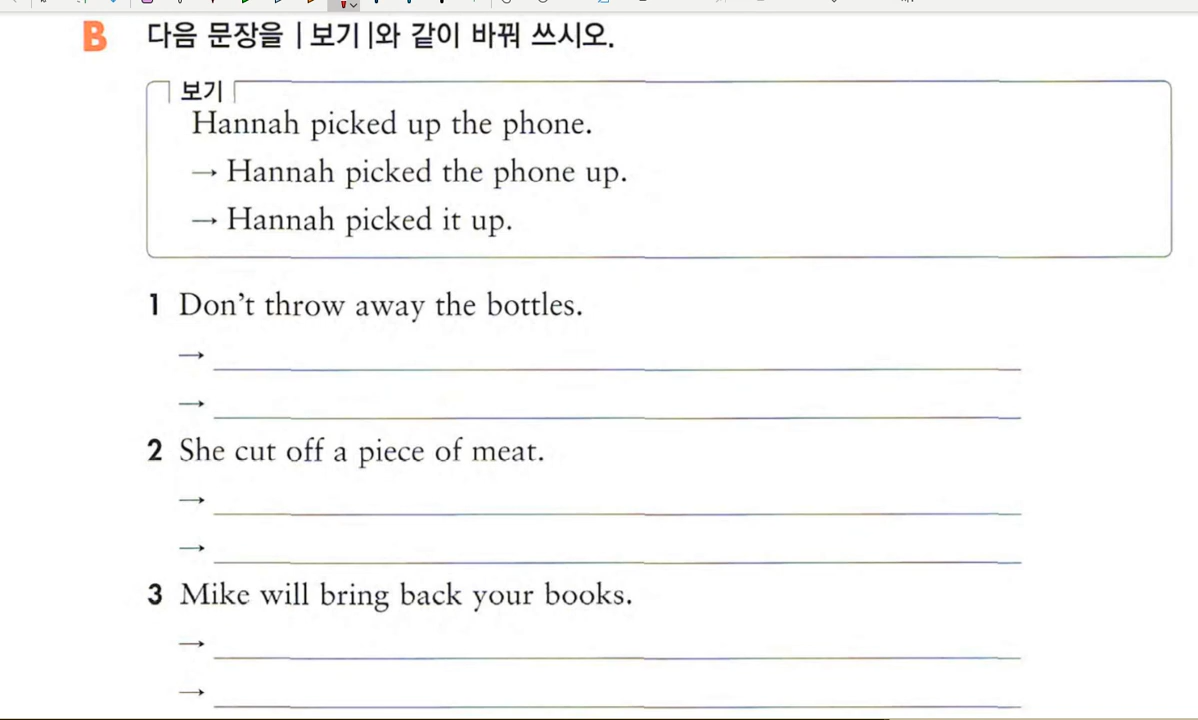 B 다음 문장을 | 보기 |와 같이 바꿔 쓰시오.
보기
Hannah picked up the phone.
→ Hannah picked the phone up.
→ Hannah picked it up.
1 Don't throw away the bottles.
→
→
2 She cut off a piece of meat.
→
→
3 Mike will bring back your books.
→
→